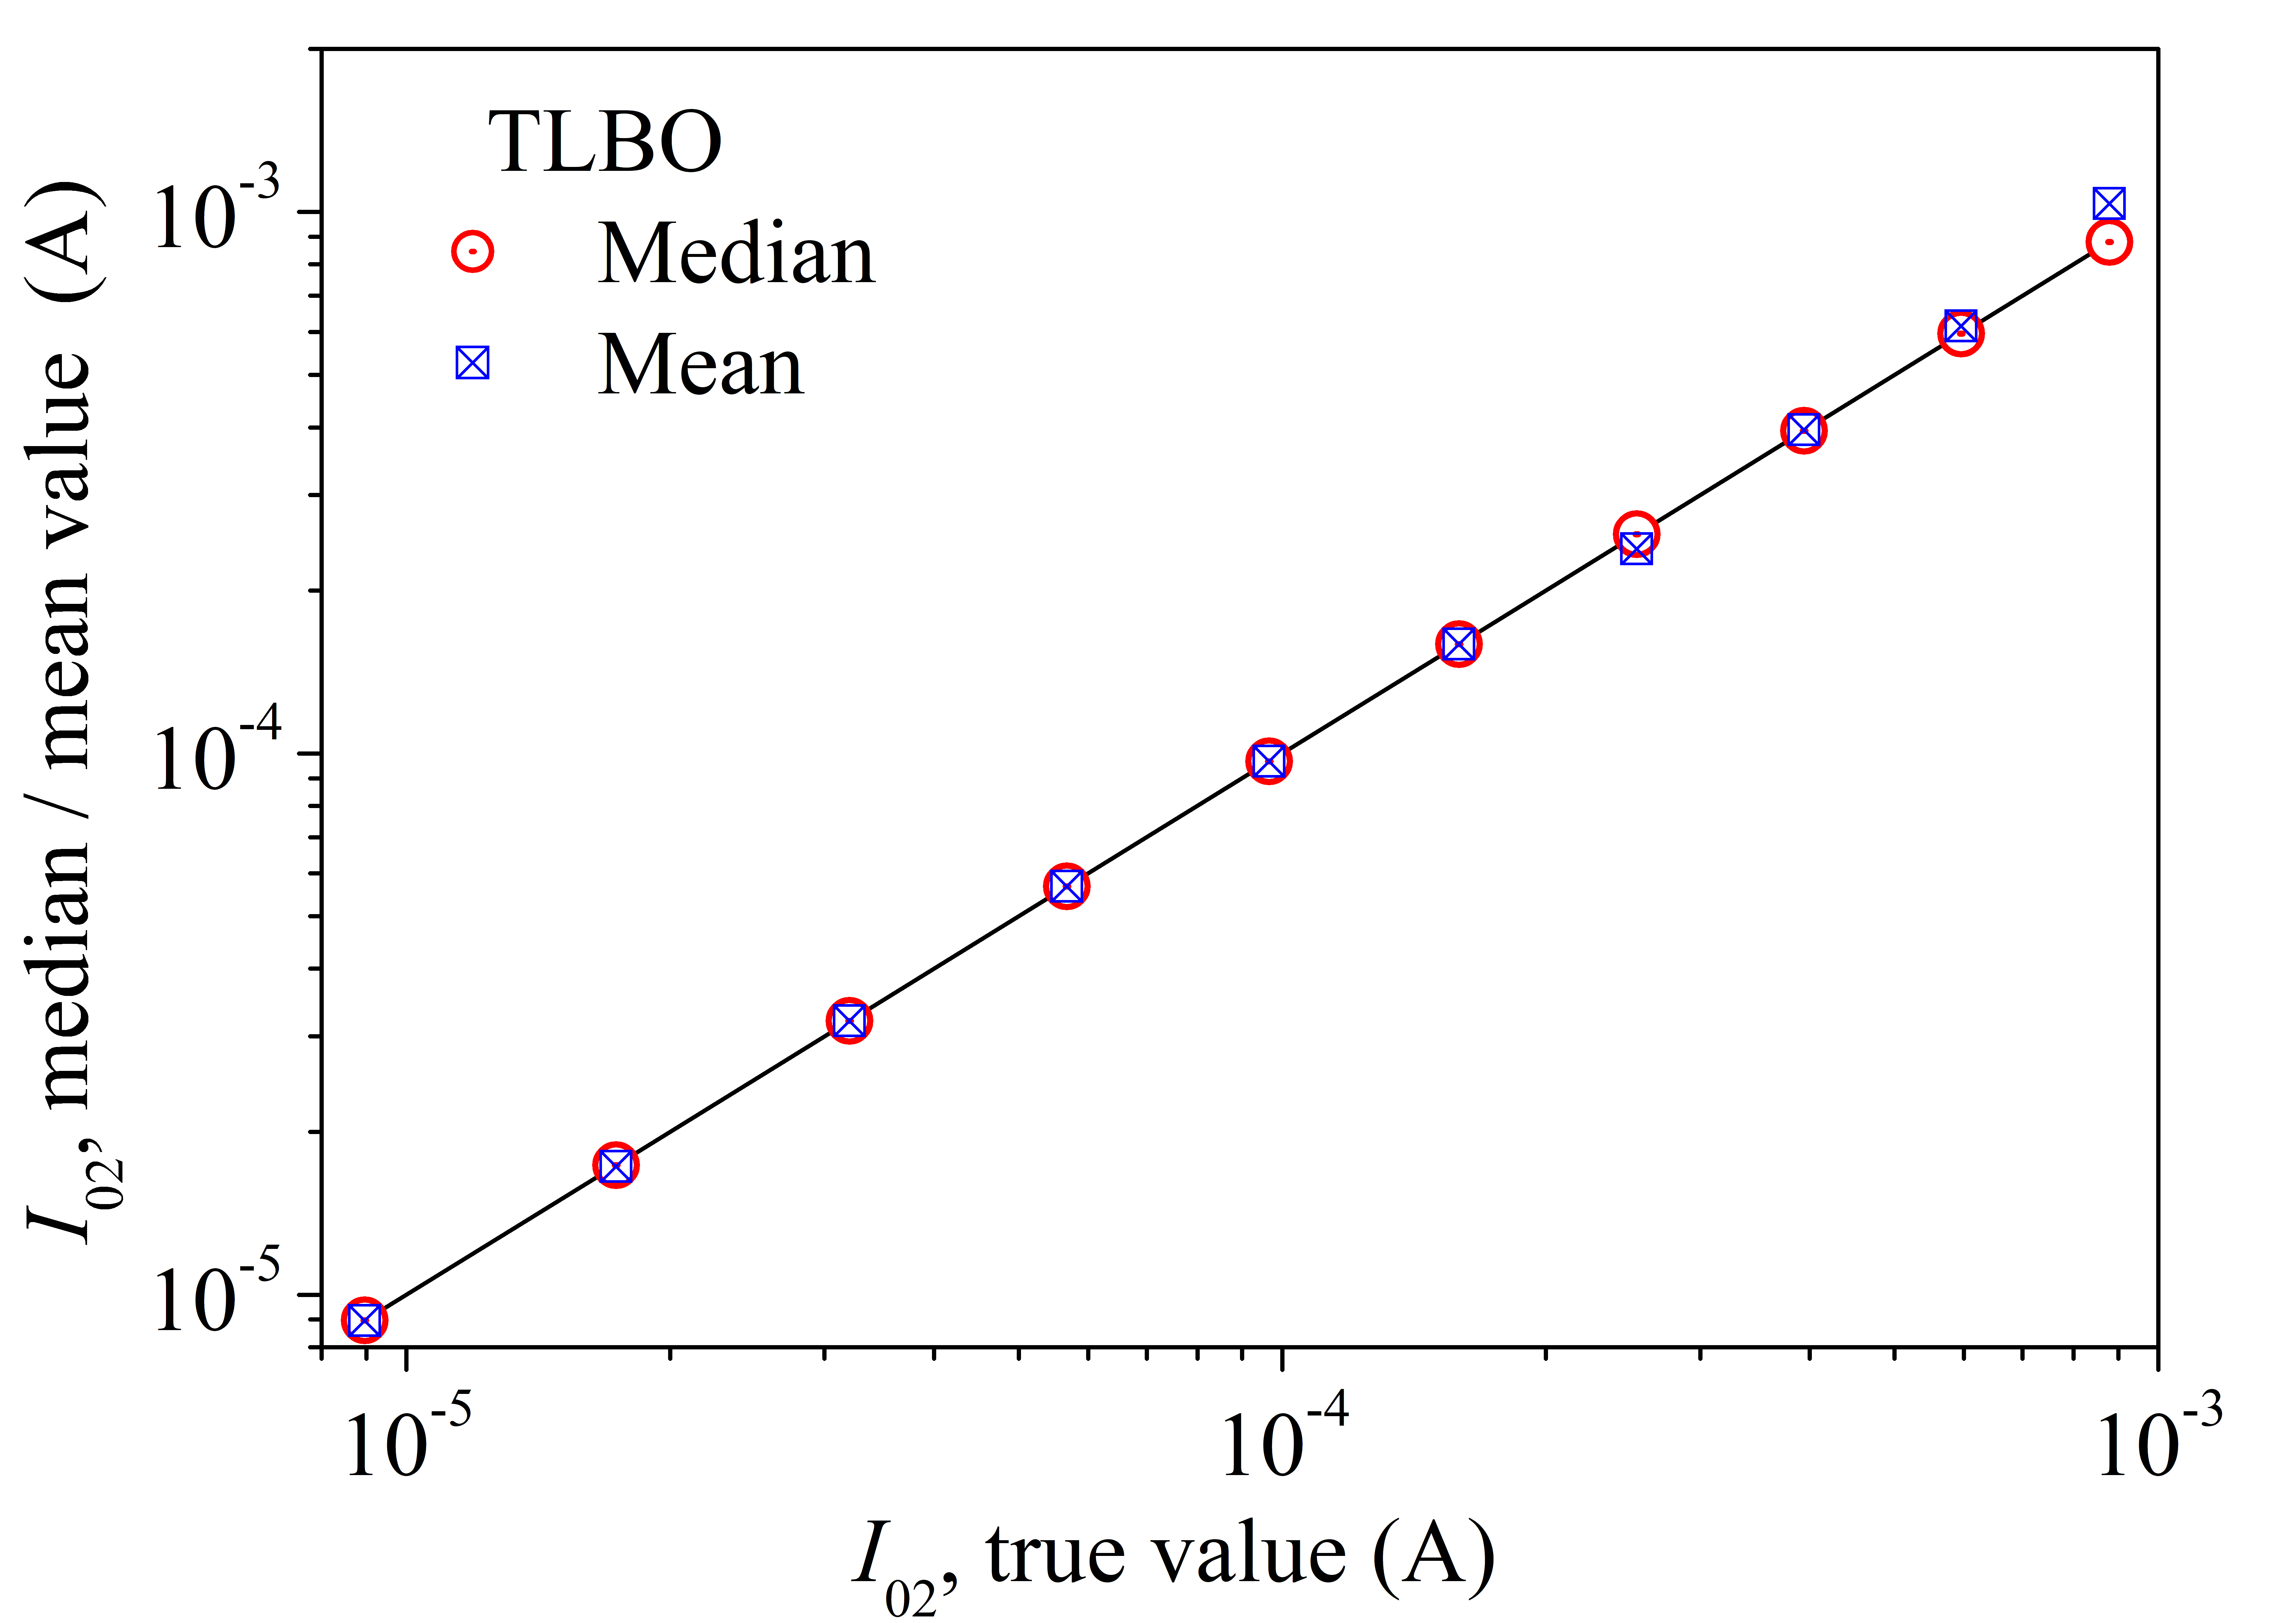 TLBO
Median
Mean
10^-3
10^-4
10^-5
I02, median / mean value (A)
10^-5
10^-4
10^-3
I02, true value (A)